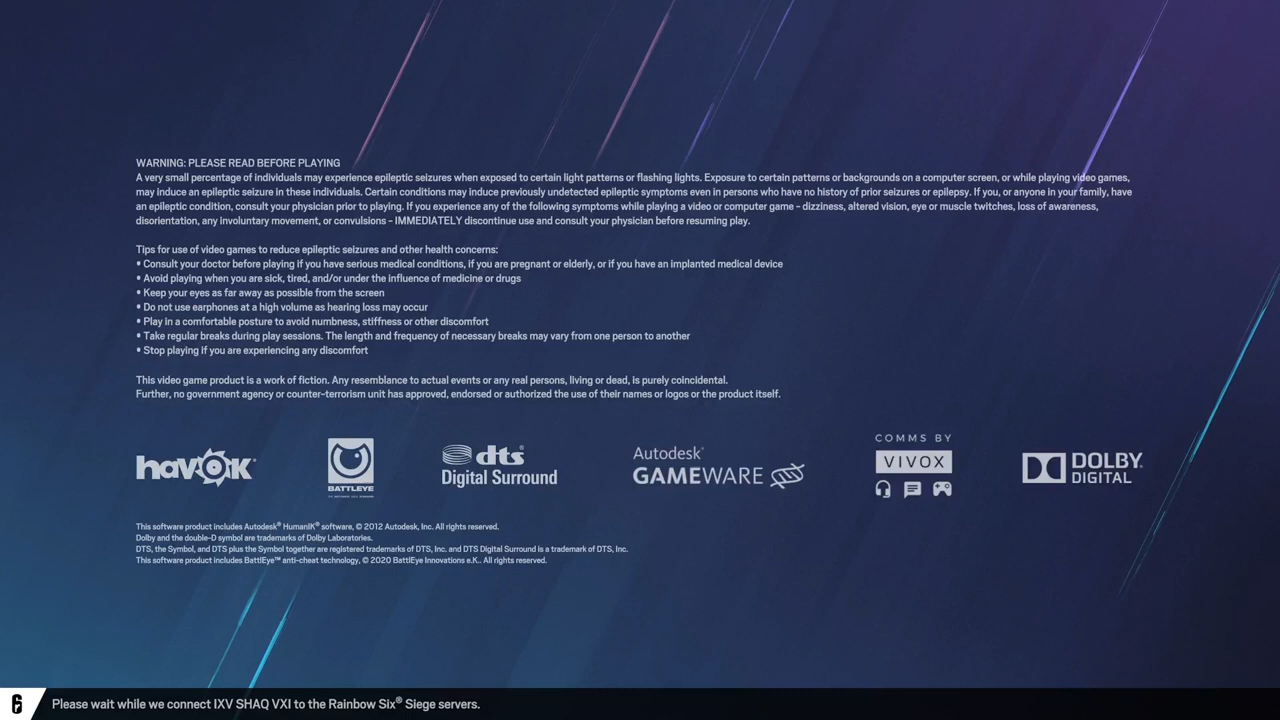 WARNING: PLEASE READ BEFORE PLAYING
A very small percentage of individuals may experience epileptic seizures when exposed to certain light patterns or flashing lights. Exposure to certain patterns or backgrounds on a computer screen, or while playing video games,
may induce an epileptic seizure in these individuals. Certain conditions may induce previously undetected epileptic symptoms even in persons who have no history of prior seizures or epilepsy. If you, or anyone in your family, have
an epileptic condition, consult your physician prior to playing. If you experience any of the following symptoms while playing a video or computer game - dizziness, altered vision, eye or muscle twitches, loss of awareness,
disorientation, any involuntary movement, or convulsions - IMMEDIATELY discontinue use and consult your physician before resuming play.
Tips for use of video games to reduce epileptic seizures and other health concerns:
• Consult your doctor before playing if you have serious medical conditions, if you are pregnant or elderly, or if you have an implanted medical device
• Avoid playing when you are sick, tired, and/or under the influence of medicine or drugs
• Keep your eyes as far away as possible from the screen
• Do not use earphones at a high volume as hearing loss may occur
• Play in a comfortable posture to avoid numbness, stiffness or other discomfort
• Take regular breaks during play sessions. The length and frequency of necessary breaks may vary from one person to another
• Stop playing if you are experiencing any discomfort
This video game product is a work of fiction. Any resemblance to actual events or any real persons, living or dead, is purely coincidental.
Further, no government agency or counter-terrorism unit has approved, endorsed or authorized the use of their names or logos or the product itself.
havok®
BATTLEYE
dts®
Digital Surround
Autodesk®
GAMEWARE
COMMS BY
VIVOX
DOLBY®
DIGITAL
This software product includes Autodesk® HumanIK® software, © 2012 Autodesk, Inc. All rights reserved.
Dolby and the double-D symbol are trademarks of Dolby Laboratories.
DTS, the Symbol, and DTS plus the Symbol together are registered trademarks of DTS, Inc. and DTS Digital Surround is a trademark of DTS, Inc.
This software product includes BattlEye™ anti-cheat technology, © 2020 BattlEye Innovations e.K.. All rights reserved.
6 Please wait while we connect IXV SHAQ VXI to the Rainbow Six® Siege servers.